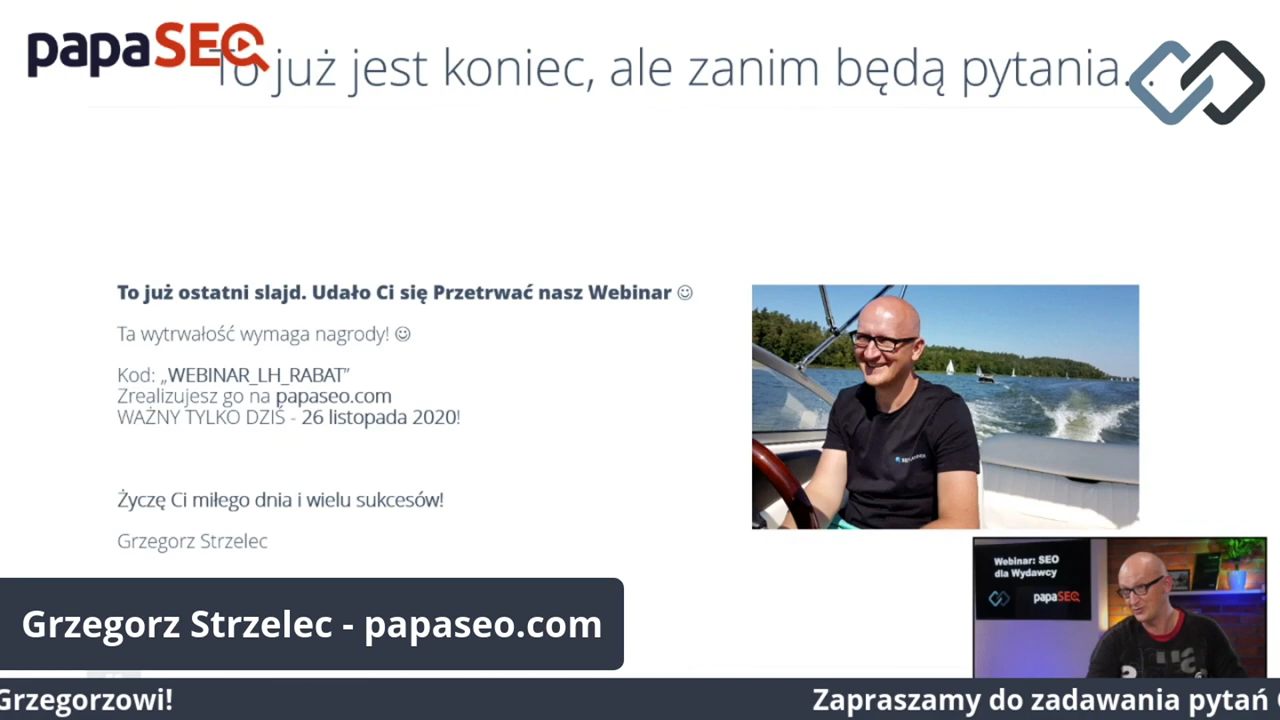 papaSEO
To już jest koniec, ale zanim będą pytania...
To już ostatni slajd. Udało Ci się Przetrwać nasz Webinar ☺
Ta wytrwałość wymaga nagrody! ☺
Kod: „WEBINAR_LH_RABAT”
Zrealizujesz go na papaseo.com
WAŻNY TYLKO DZIŚ - 26 listopada 2020!
Życzę Ci miłego dnia i wielu sukcesów!
Grzegorz Strzelec
Webinar: SEO
dla Wydawcy
papaSEO
Grzegorz Strzelec - papaseo.com
Grzegorzowi! Zapraszamy do zadawania pytań